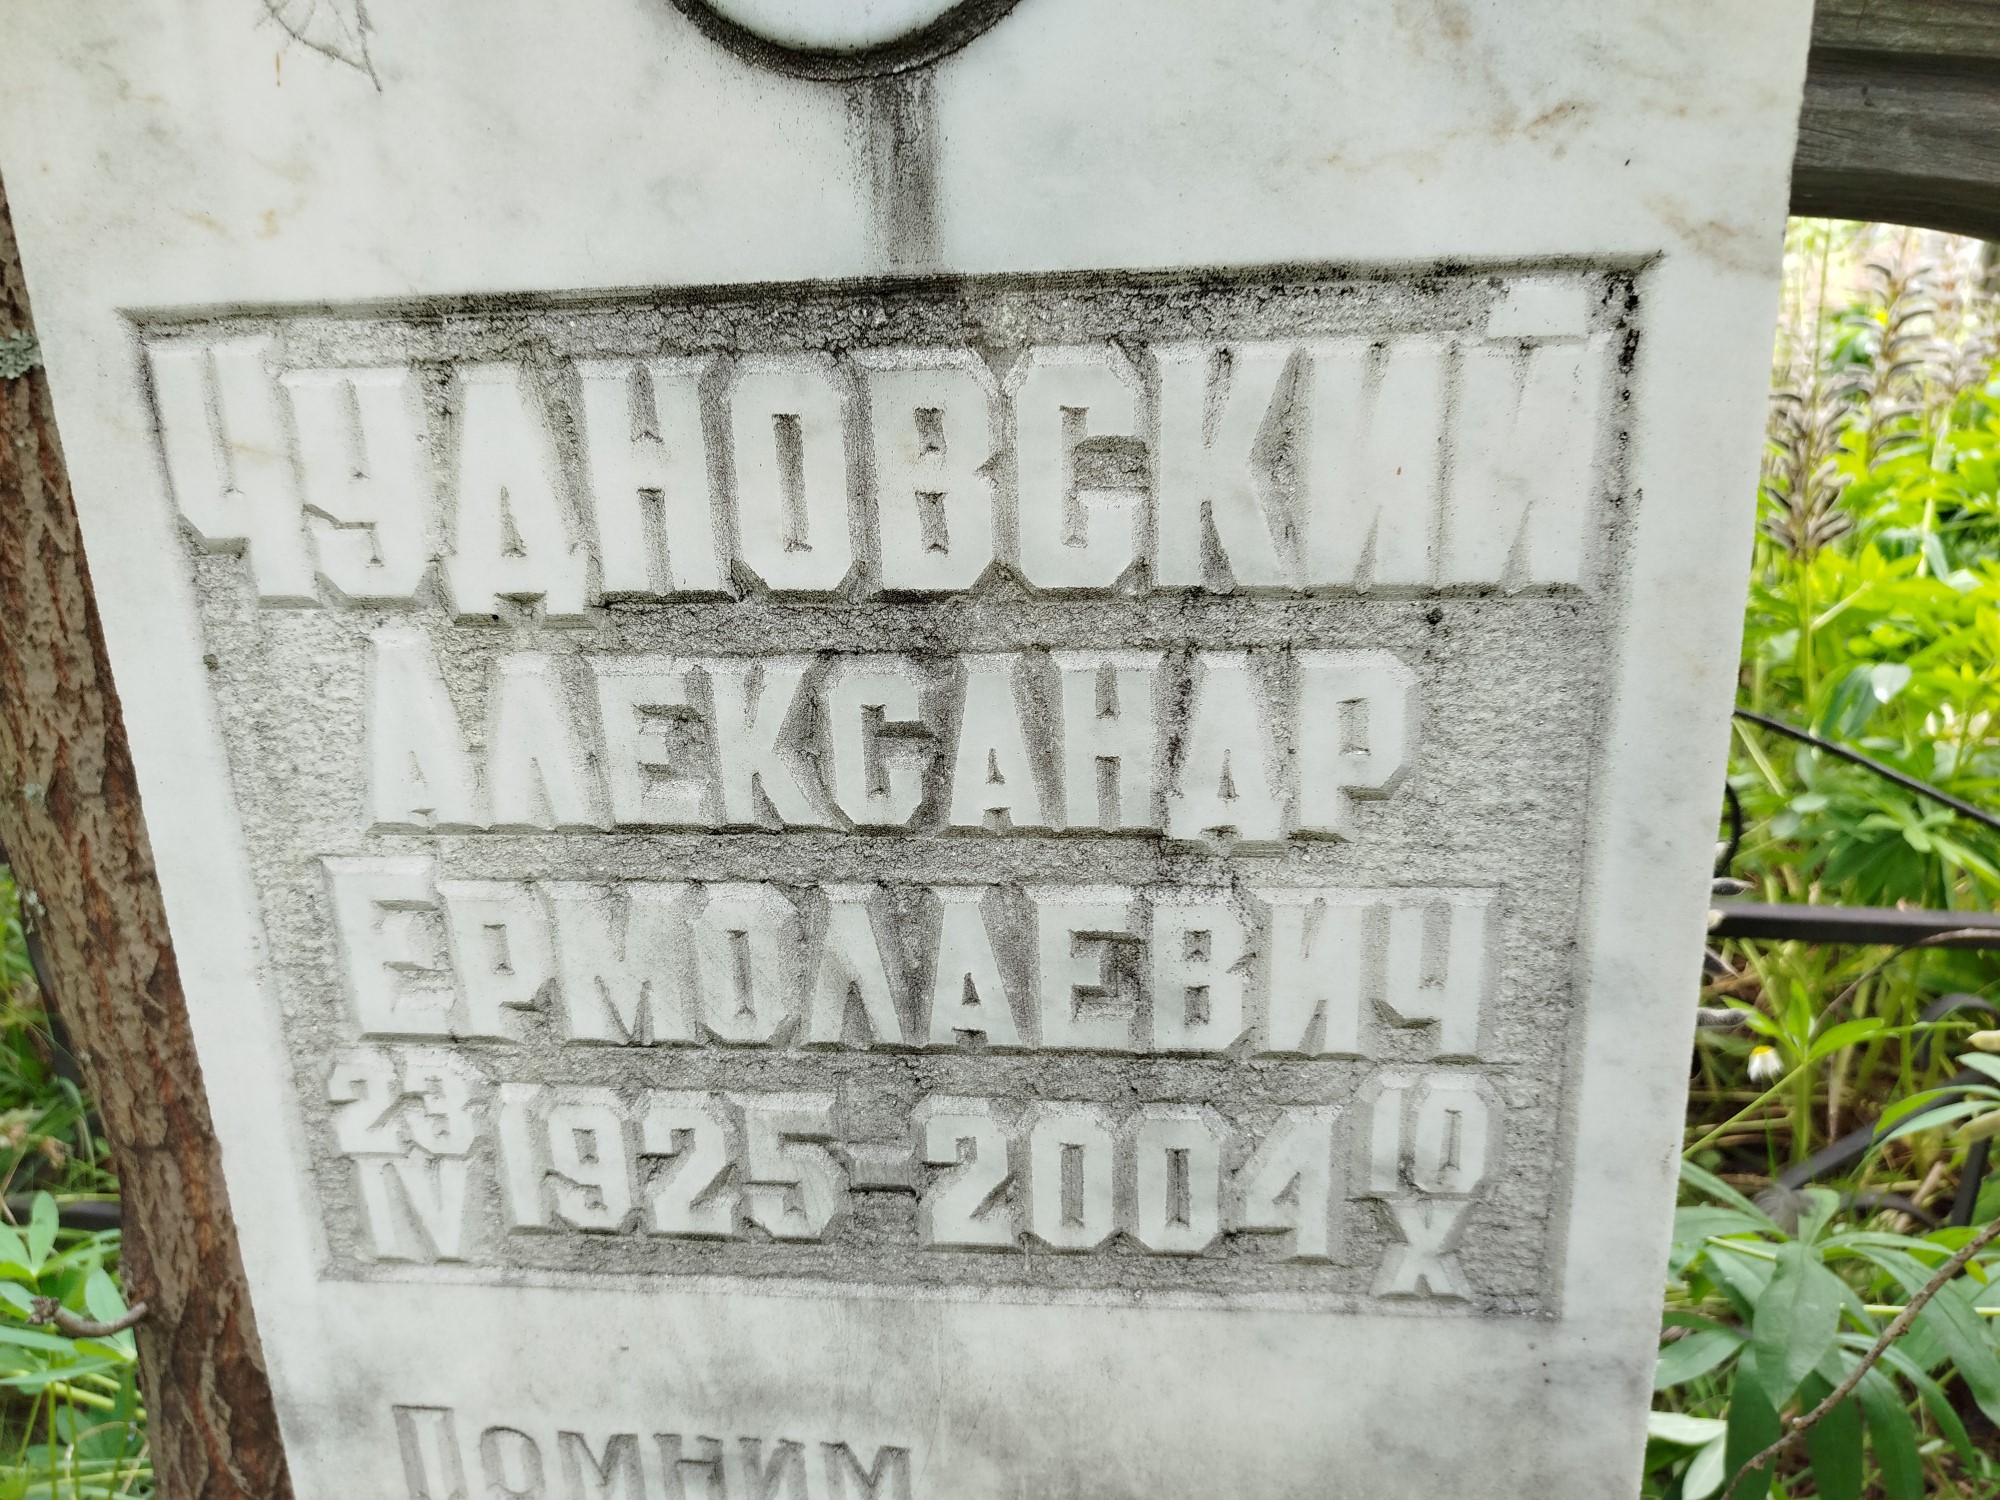 Чудновский
Александр
Ермолаевич
23 IV 1925-2004 10 X
Помним